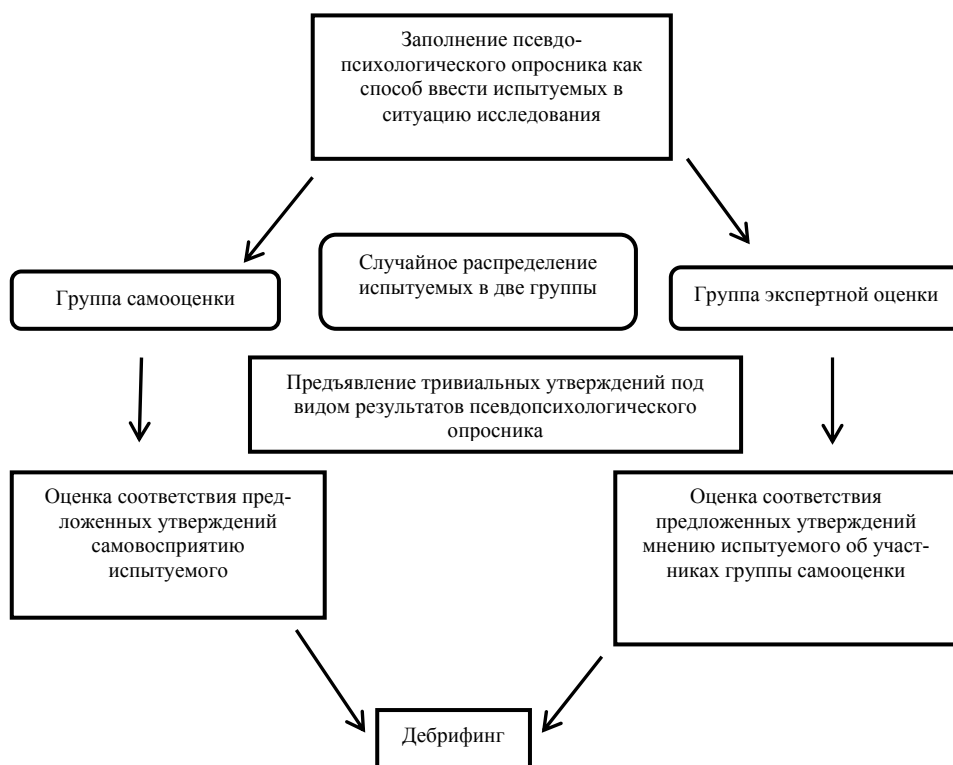 Заполнение псевдо-
психологического опросника как
способ ввести испытуемых в
ситуацию исследования
Случайное распределение
испытуемых в две группы
Группа самооценки
Группа экспертной оценки
Предъявление тривиальных утверждений под
видом результатов псевдопсихологического
опросника
Оценка соответствия пред-
ложенных утверждений
самовосприятию
испытуемого
Оценка соответствия
предложенных утверждений
мнению испытуемого об участ-
никах группы самооценки
Дебрифинг